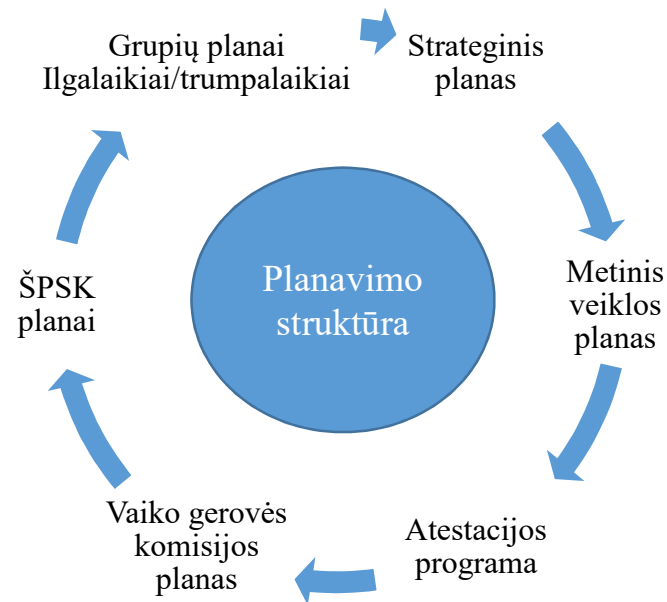 Grupių planai
Ilgalaikiai/trumpalaikiai
Strateginis
planas
Metinis
veiklos
planas
Atestacijos
programa
Vaiko gerovės
komisijos
planas
ŠPSK
planai
Planavimo
struktūra